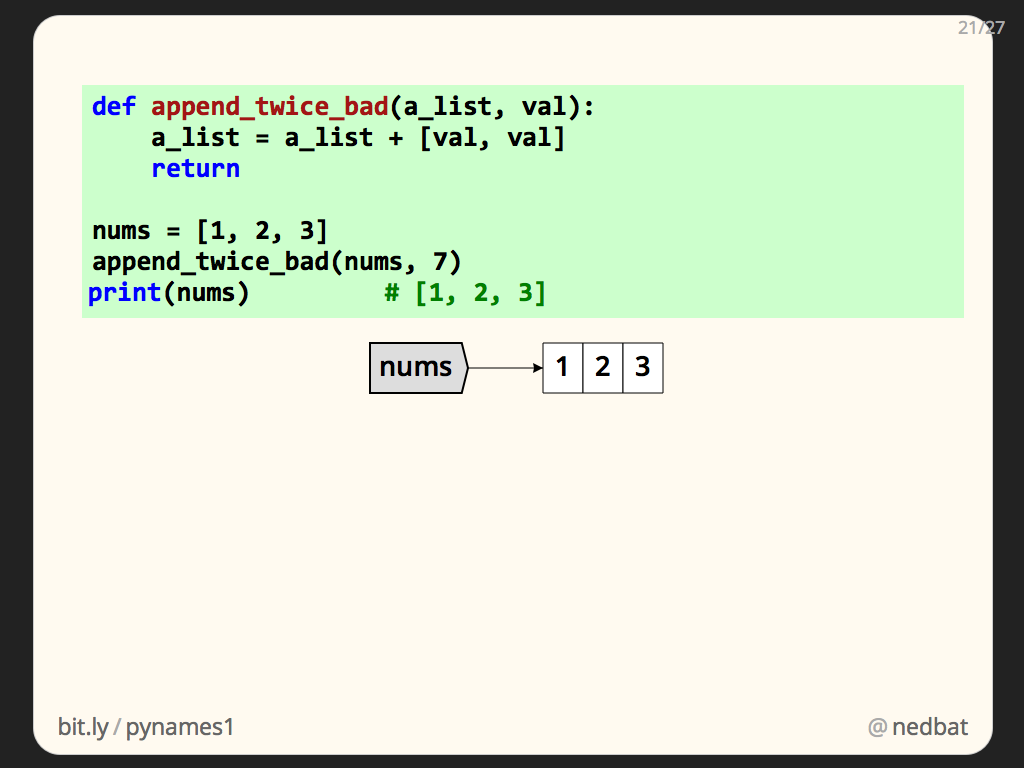 21/27
def append_twice_bad(a_list, val):
    a_list = a_list + [val, val]
    return
nums = [1, 2, 3]
append_twice_bad(nums, 7)
print(nums)         # [1, 2, 3]
nums 1 2 3
bit.ly/pynames1 @nedbat